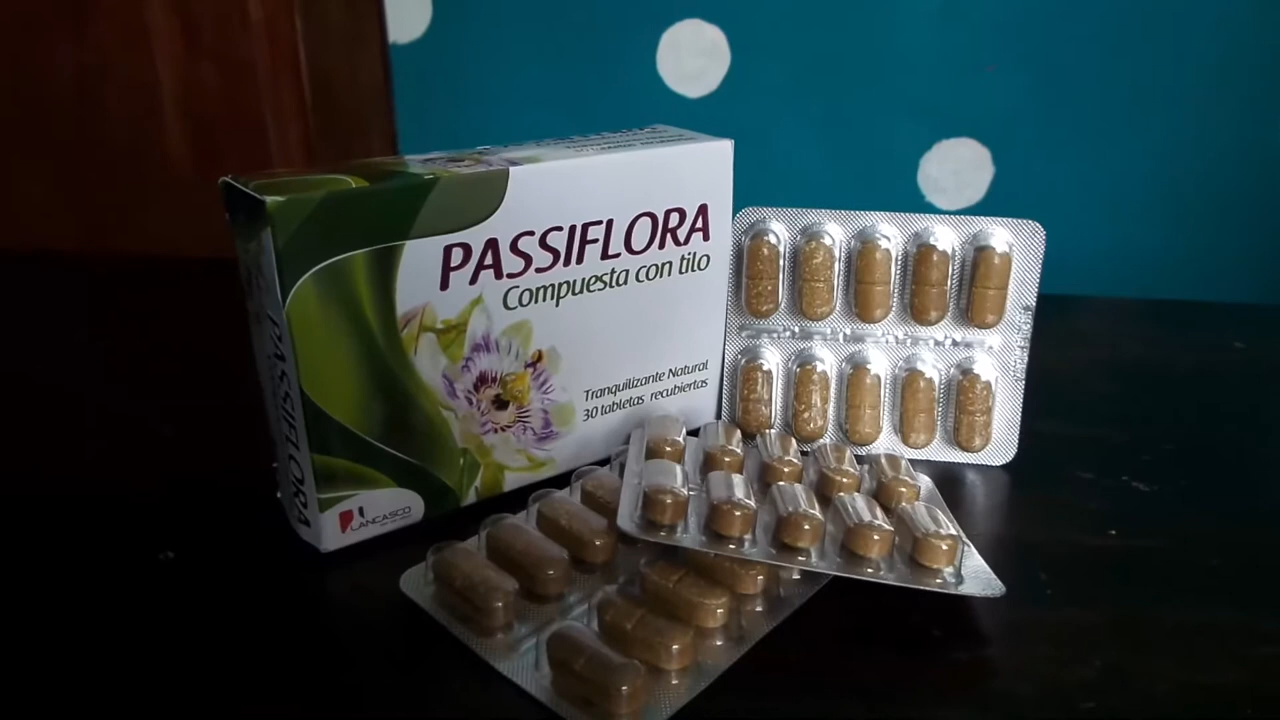 PASSIFLORA
Compuesta con tilo
Tranquilizante Natural
30 tabletas recubiertas
LANCASCO
PASSIFLORA